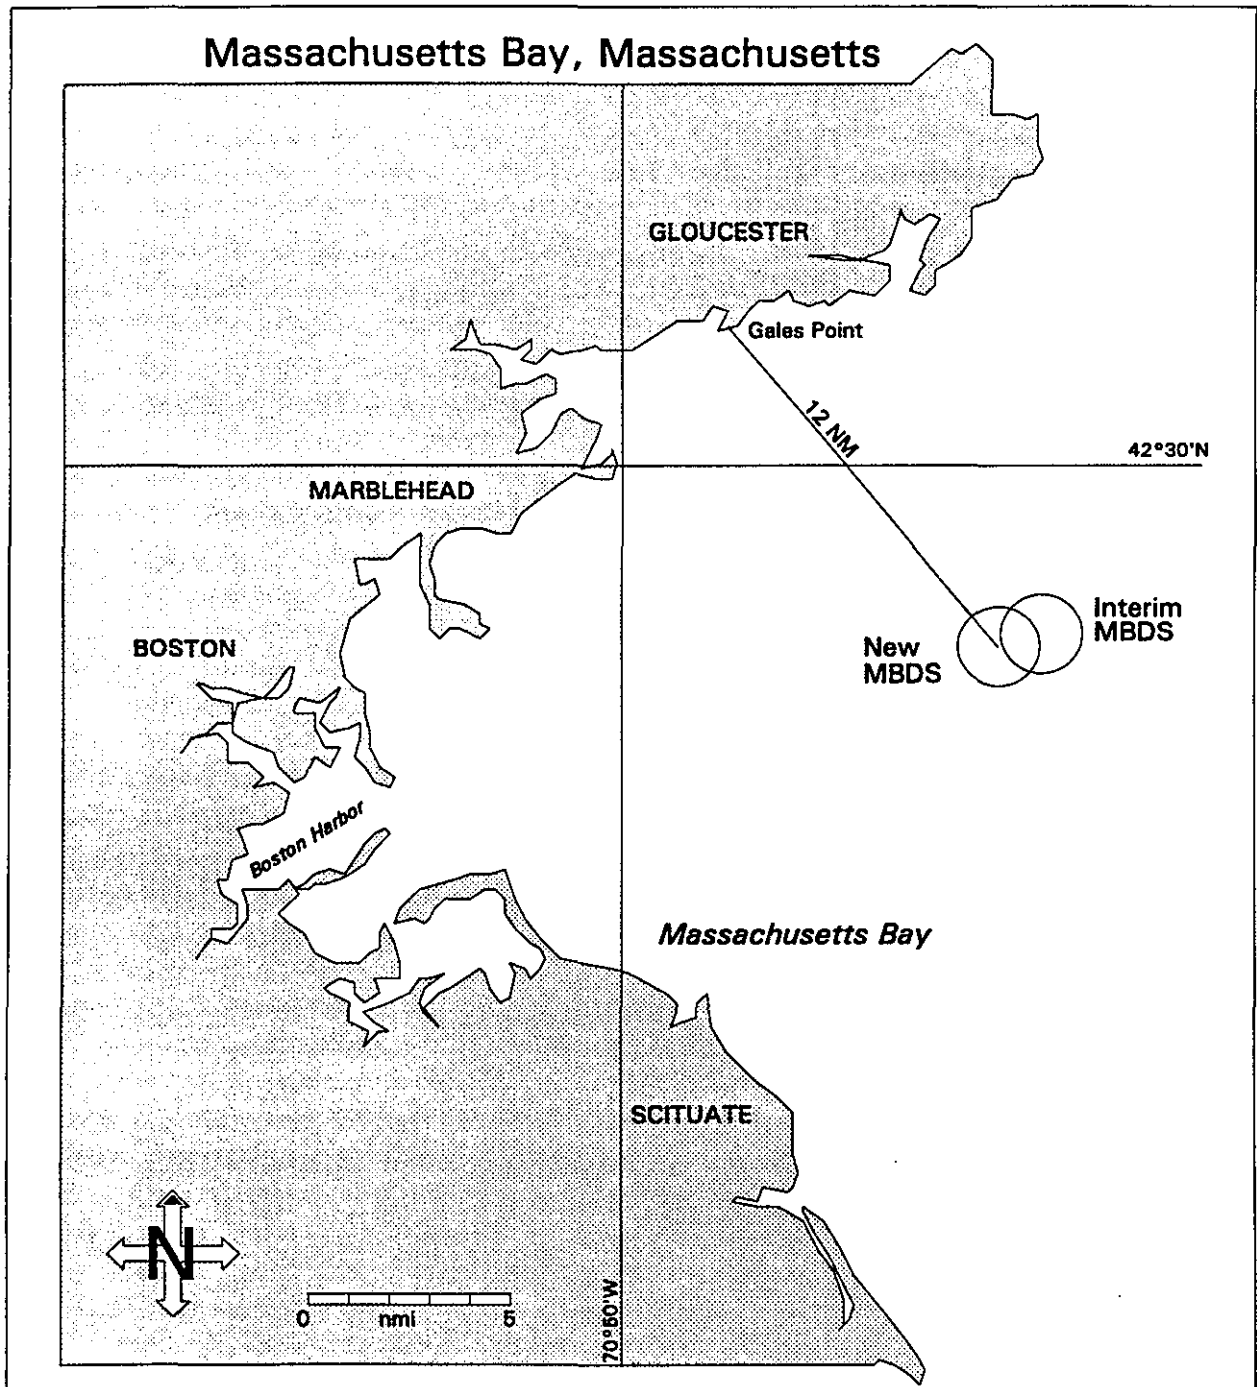 Massachusetts Bay, Massachusetts
GLOUCESTER
Gales Point
12 NM
42°30'N
MARBLEHEAD
Interim
MBDS
New
MBDS
BOSTON
Boston Harbor
Massachusetts Bay
SCITUATE
N
0 nmi 5
70°50'W